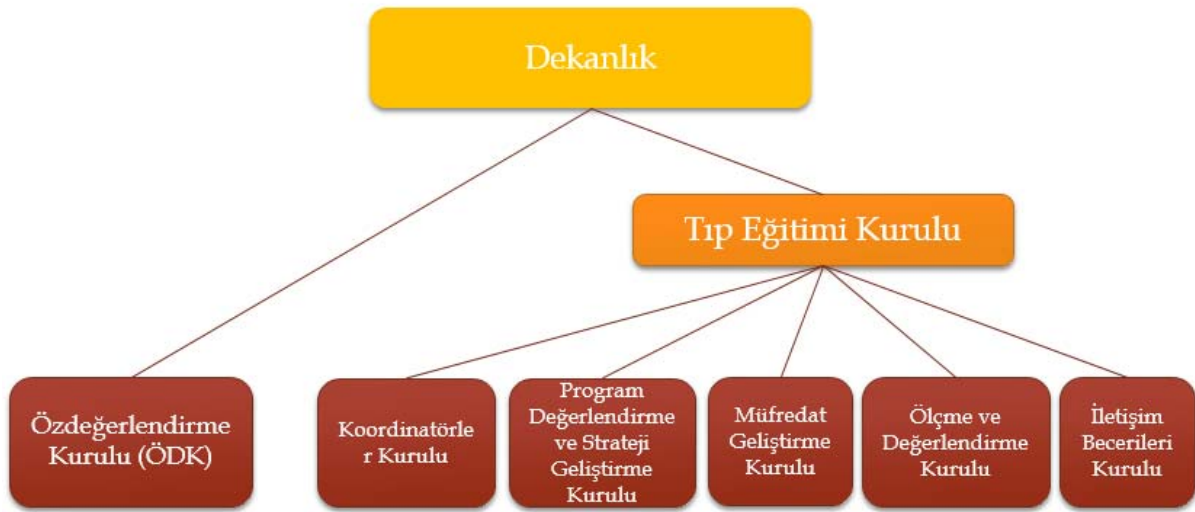 Dekanlık
Tıp Eğitimi Kurulu
Özdeğerlendirme
Kurulu (ÖDK)
Koordinatörle
r Kurulu
Program
Değerlendirme
ve Strateji
Geliştirme
Kurulu
Müfredat
Geliştirme
Kurulu
Ölçme ve
Değerlendirme
Kurulu
İletişim
Becerileri
Kurulu